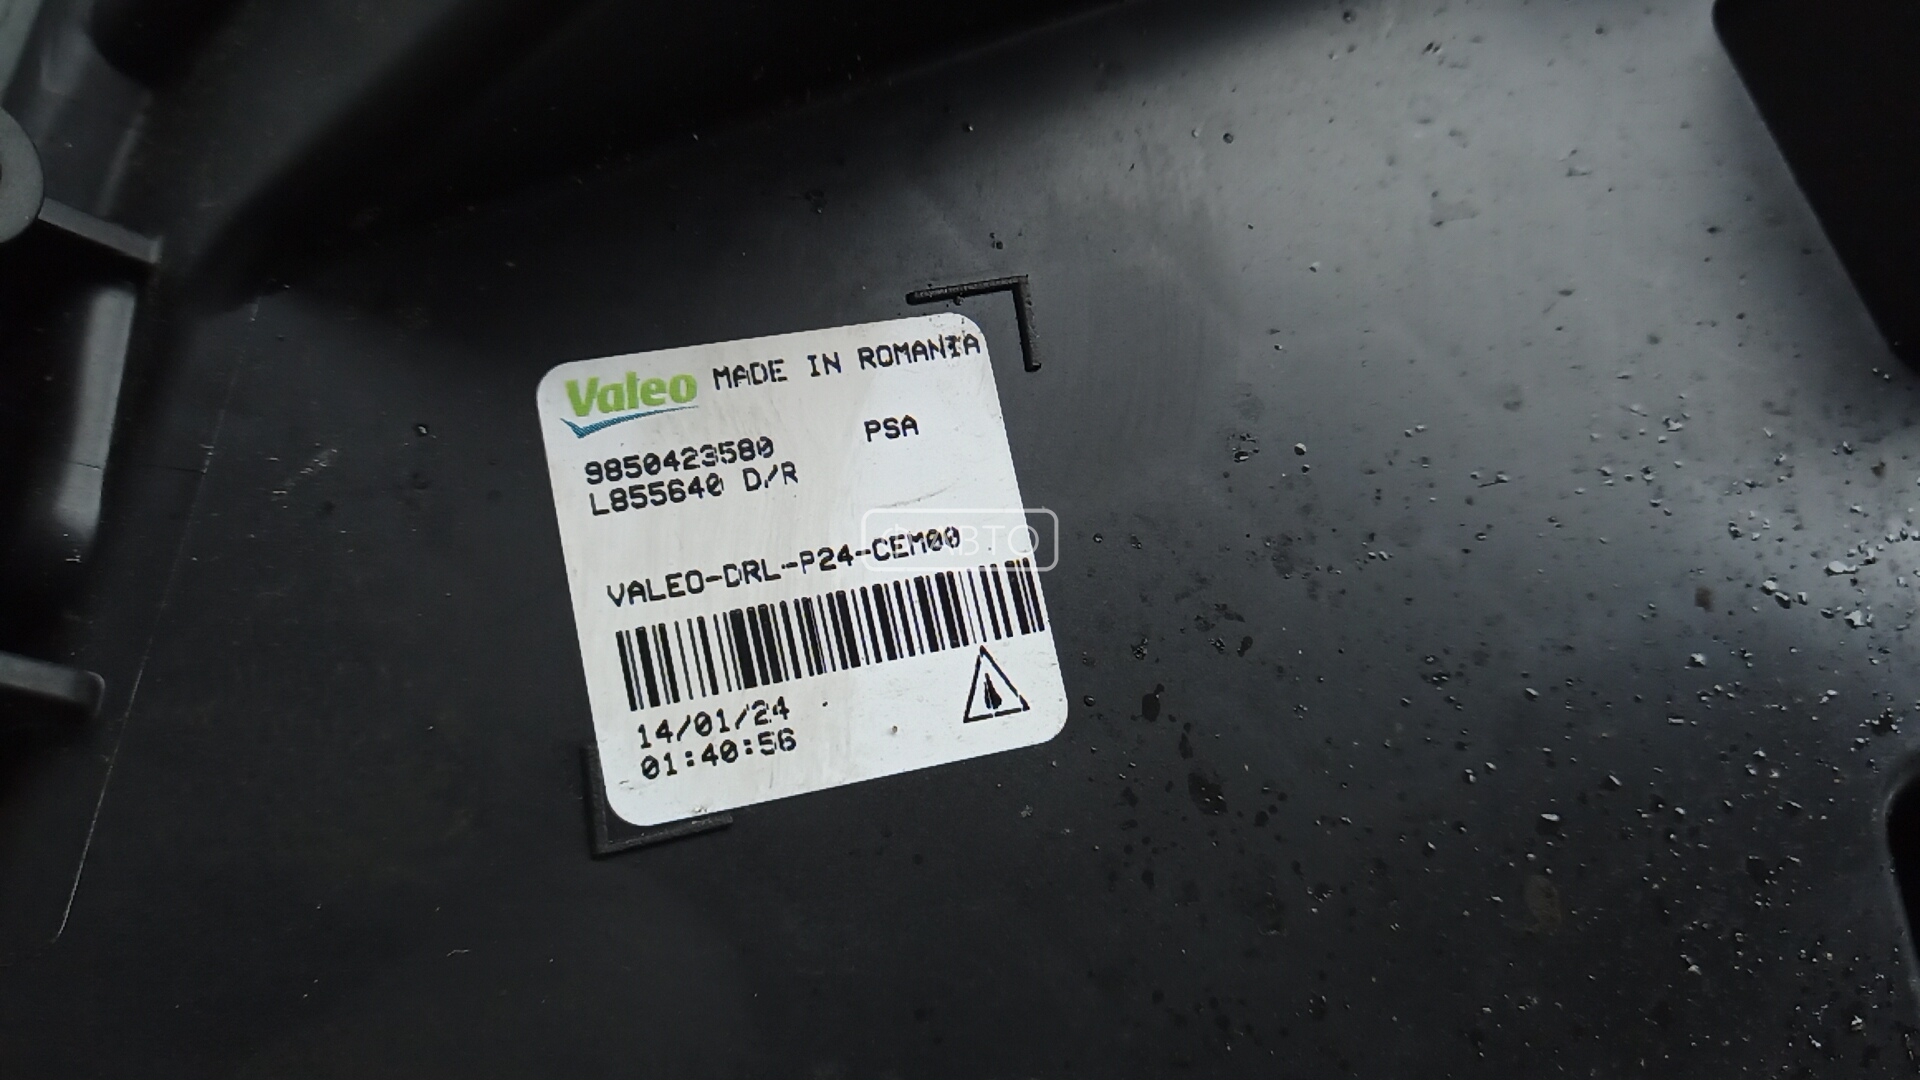 Valeo MADE IN ROMANIA
PSA
9850423580
L855640 D/R
VALEO-DRL-P24-CEM00
14/01/24
01:40:56